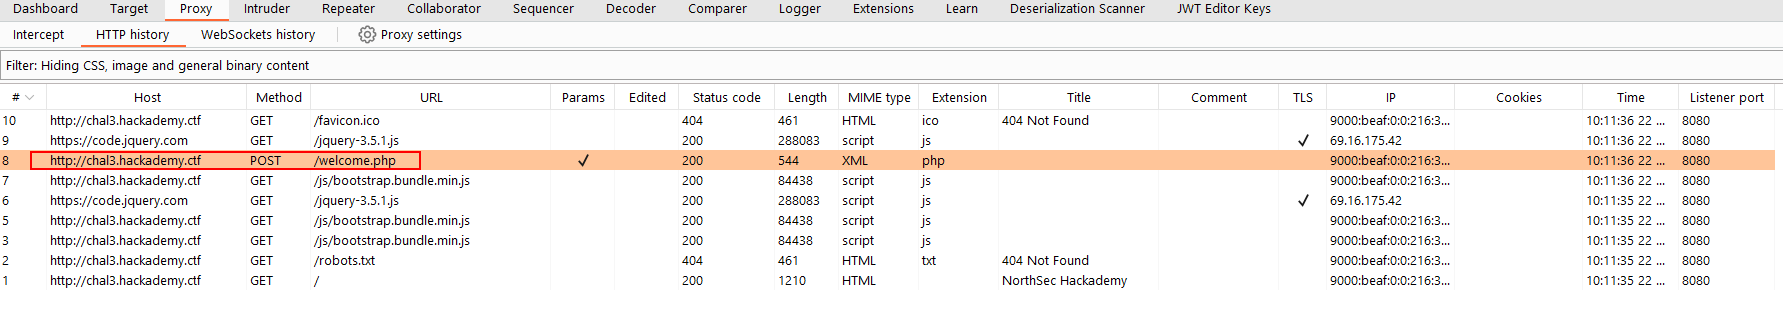 Dashboard Target Proxy Intruder Repeater Collaborator Sequencer Decoder Comparer Logger Extensions Learn Deserialization Scanner JWT Editor Keys
Intercept HTTP history WebSockets history Proxy settings
Filter: Hiding CSS, image and general binary content
# Host Method URL Params Edited Status code Length MIME type Extension Title Comment TLS IP Cookies Time Listener port
10 http://chal3.hackademy.ctf GET /favicon.ico 404 461 HTML ico 404 Not Found 9000:beaf:0:0:216:3... 10:11:36 22 ... 8080
9 https://code.jquery.com GET /jquery-3.5.1.js 200 288083 script js ✓ 69.16.175.42 10:11:36 22 ... 8080
8 http://chal3.hackademy.ctf POST /welcome.php ✓ 200 544 XML php 9000:beaf:0:0:216:3... 10:11:36 22 ... 8080
7 http://chal3.hackademy.ctf GET /js/bootstrap.bundle.min.js 200 84438 script js 9000:beaf:0:0:216:3... 10:11:36 22 ... 8080
6 https://code.jquery.com GET /jquery-3.5.1.js 200 288083 script js ✓ 69.16.175.42 10:11:35 22 ... 8080
5 http://chal3.hackademy.ctf GET /js/bootstrap.bundle.min.js 200 84438 script js 9000:beaf:0:0:216:3... 10:11:35 22 ... 8080
3 http://chal3.hackademy.ctf GET /js/bootstrap.bundle.min.js 200 84438 script js 9000:beaf:0:0:216:3... 10:11:35 22 ... 8080
2 http://chal3.hackademy.ctf GET /robots.txt 404 461 HTML txt 404 Not Found 9000:beaf:0:0:216:3... 10:11:35 22 ... 8080
1 http://chal3.hackademy.ctf GET / 200 1210 HTML NorthSec Hackademy 9000:beaf:0:0:216:3... 10:11:35 22 ... 8080